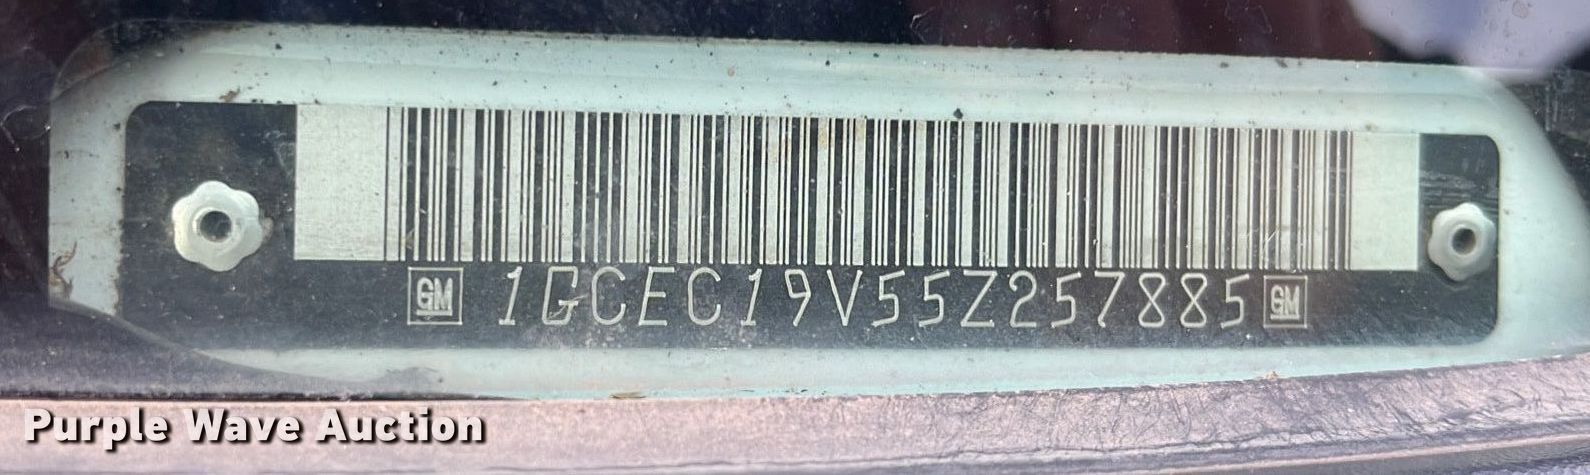 GM 1GCEC19V55Z257885 GM
Purple Wave Auction